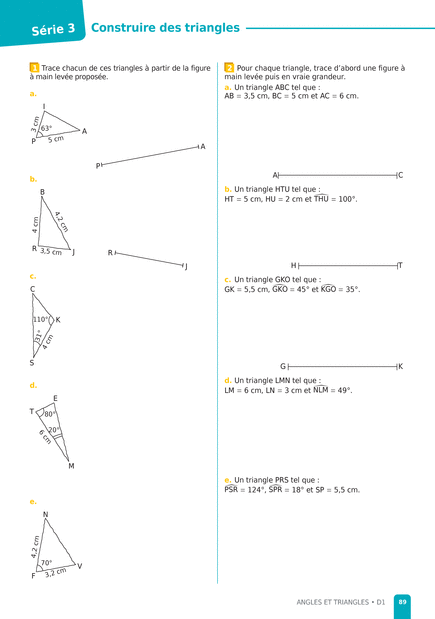 Série 3 Construire des triangles
1 Trace chacun de ces triangles à partir de la figure
à main levée proposée.
a.
I
3 cm
63°
A
P
5 cm
A
P
b.
B
4 cm
4,2 cm
R
3,5 cm
J
R
J
c.
C
110°
K
31°
4 cm
S
d.
E
T
80°
20°
6 cm
M
e.
N
4,2 cm
70°
V
F
3,2 cm
2 Pour chaque triangle, trace d'abord une figure à
main levée puis en vraie grandeur.
a. Un triangle ABC tel que :
AB = 3,5 cm, BC = 5 cm et AC = 6 cm.
A C
b. Un triangle HTU tel que :
HT = 5 cm, HU = 2 cm et THU = 100°.
H T
c. Un triangle GKO tel que :
GK = 5,5 cm, GKO = 45° et KGO = 35°.
G K
d. Un triangle LMN tel que :
LM = 6 cm, LN = 3 cm et NLM = 49°.
e. Un triangle PRS tel que :
PSR = 124°, SPR = 18° et SP = 5,5 cm.
ANGLES ET TRIANGLES • D1 89